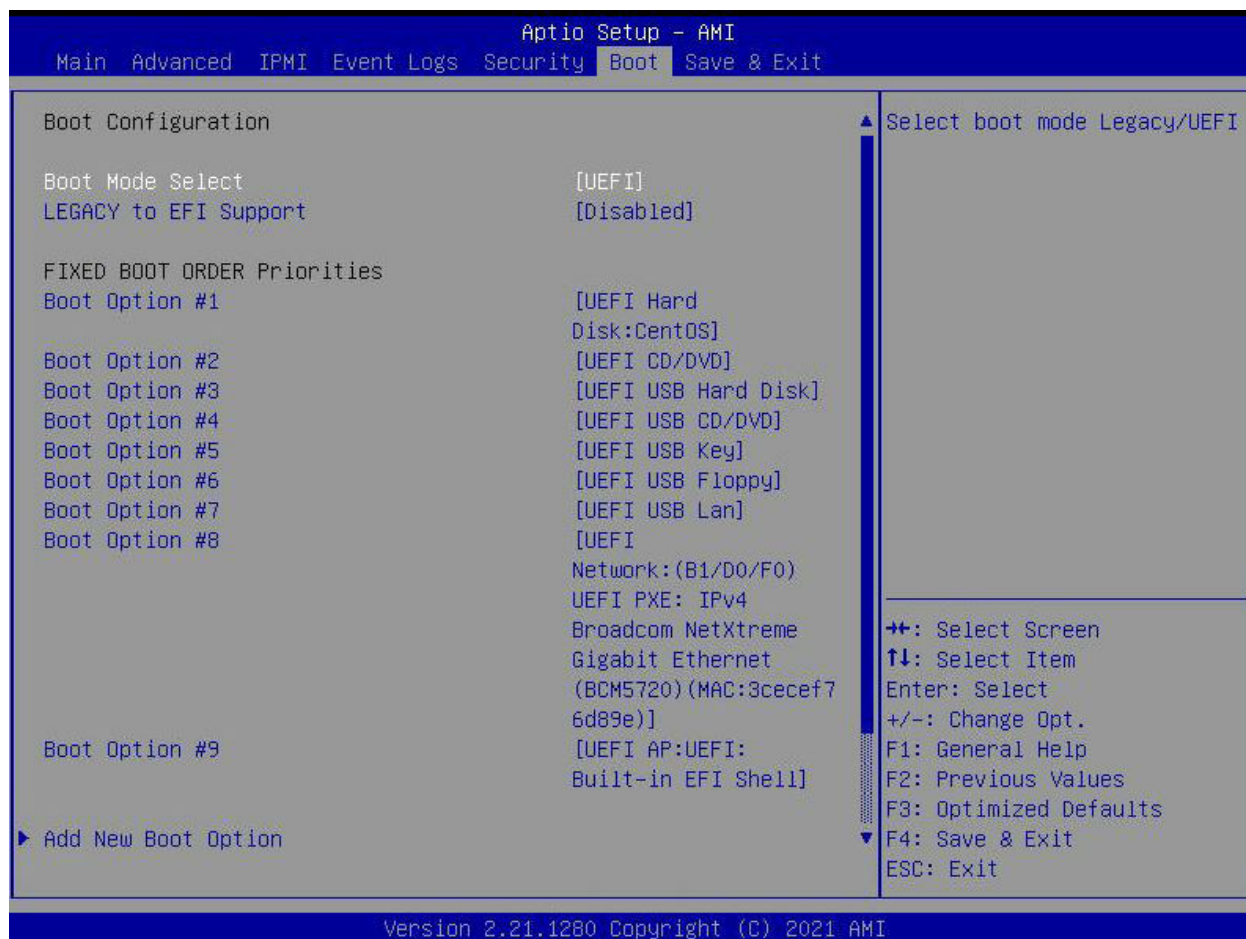 Aptio Setup – AMI
Main Advanced IPMI Event Logs Security Boot Save & Exit
Boot Configuration
Boot Mode Select [UEFI]
LEGACY to EFI Support [Disabled]
FIXED BOOT ORDER Priorities
Boot Option #1 [UEFI Hard
Disk:CentOS]
Boot Option #2 [UEFI CD/DVD]
Boot Option #3 [UEFI USB Hard Disk]
Boot Option #4 [UEFI USB CD/DVD]
Boot Option #5 [UEFI USB Key]
Boot Option #6 [UEFI USB Floppy]
Boot Option #7 [UEFI USB Lan]
Boot Option #8 [UEFI
Network:(B1/D0/F0)
UEFI PXE: IPv4
Broadcom NetXtreme
Gigabit Ethernet
(BCM5720)(MAC:3cecef7
6d89e)]
Boot Option #9 [UEFI AP:UEFI:
Built-in EFI Shell]
Add New Boot Option
Select boot mode Legacy/UEFI
→←: Select Screen
↑↓: Select Item
Enter: Select
+/-: Change Opt.
F1: General Help
F2: Previous Values
F3: Optimized Defaults
F4: Save & Exit
ESC: Exit
Version 2.21.1280 Copyright (C) 2021 AMI